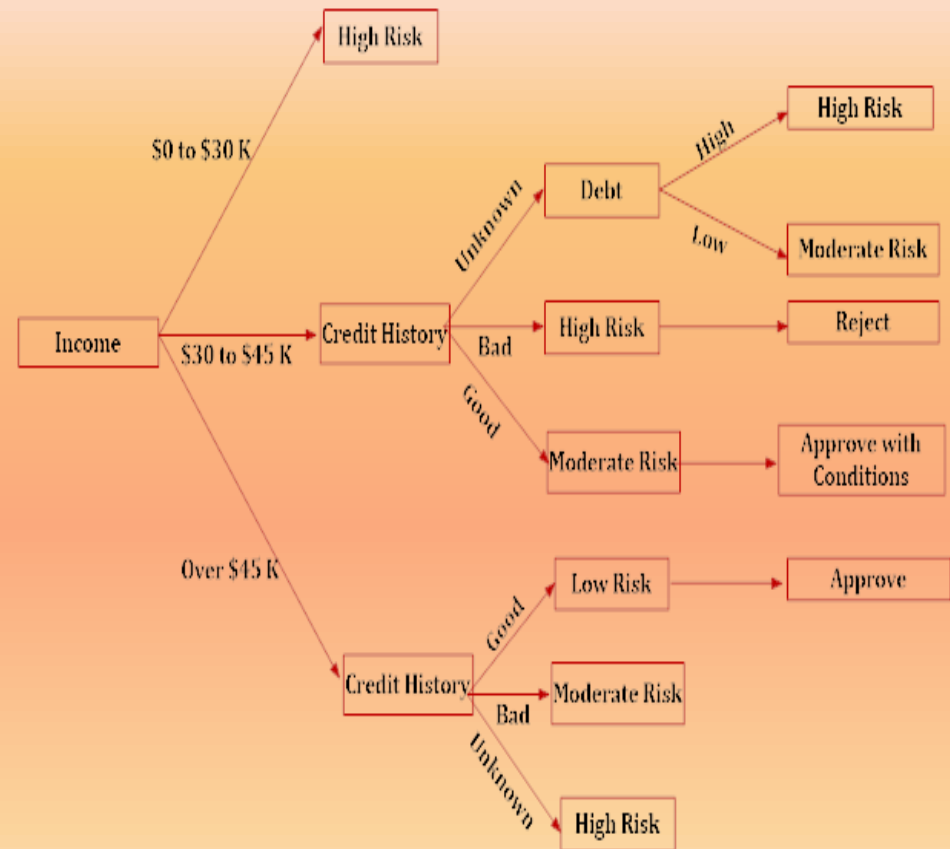 High Risk
$0 to $30 K
High Risk
High
Debt
Unknown
Low
Moderate Risk
Income
$30 to $45 K
Credit History
Bad
High Risk
Reject
Good
Moderate Risk
Approve with
Conditions
Over $45 K
Low Risk
Approve
Good
Credit History
Bad
Moderate Risk
Unknown
High Risk